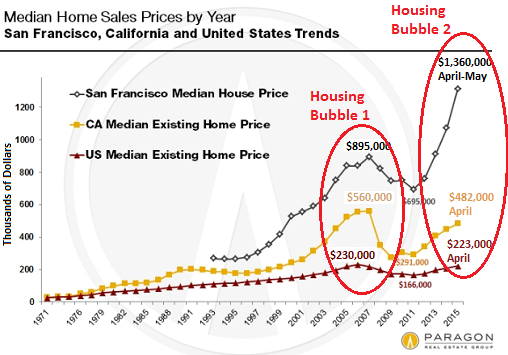 Median Home Sales Prices by Year
San Francisco, California and United States Trends
Housing
Bubble 2
$1,360,000
April-May
Housing
Bubble 1
San Francisco Median House Price
CA Median Existing Home Price
US Median Existing Home Price
$895,000
$560,000
$230,000
$695,000
$291,000
$166,000
$482,000
April
$223,000
April
Thousands of Dollars
1200
1000
800
600
400
200
0
1971 1976 1978 1980 1982 1985 1987 1989 1991 1993 1995 1997 1999 2001 2003 2005 2007 2009 2011 2013 2015
PARAGON
REAL ESTATE GROUP